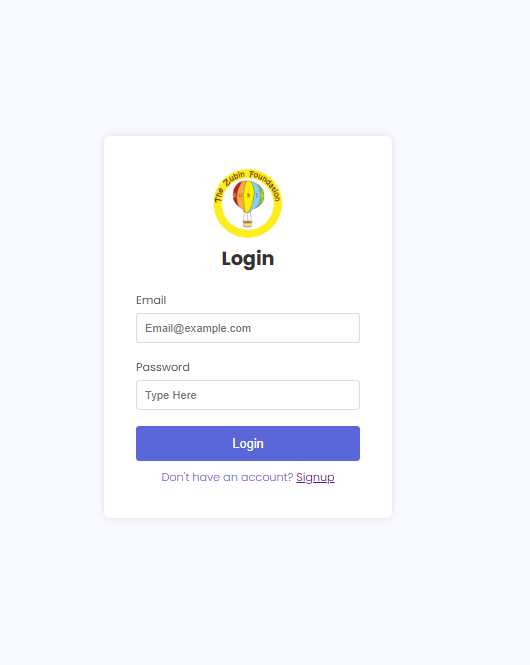 The Zubin Foundation
Login
Email
Email@example.com
Password
Type Here
Login
Don't have an account? Signup